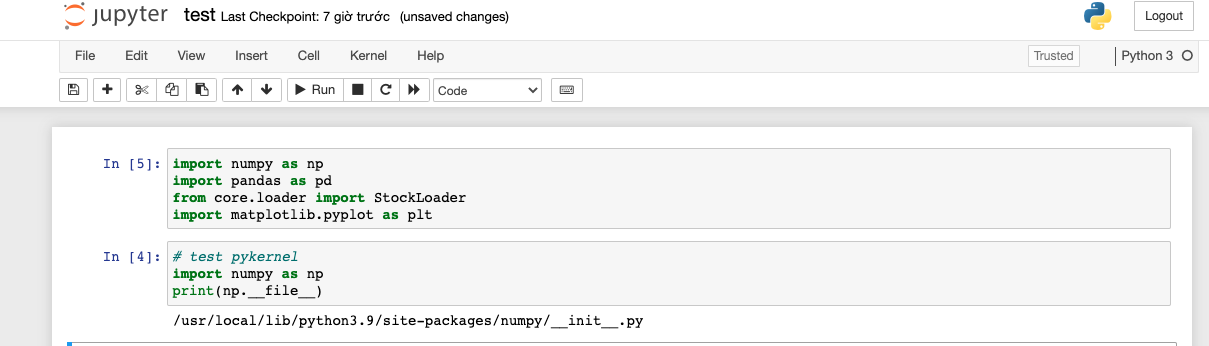 jupyter test Last Checkpoint: 7 giờ trước (unsaved changes) Logout
File Edit View Insert Cell Kernel Help Trusted Python 3
Run Code
In [5]: import numpy as np
import pandas as pd
from core.loader import StockLoader
import matplotlib.pyplot as plt
In [4]: # test pykernel
import numpy as np
print(np.__file__)
/usr/local/lib/python3.9/site-packages/numpy/__init__.py